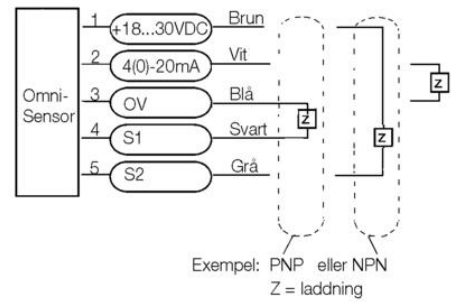 1 +18...30VDC Brun
2 4(0)-20mA Vit
Omni-
Sensor
3 OV Blå
4 S1 Svart
5 S2 Grå
Z
Z
Z
Exempel: PNP eller NPN
Z = laddning